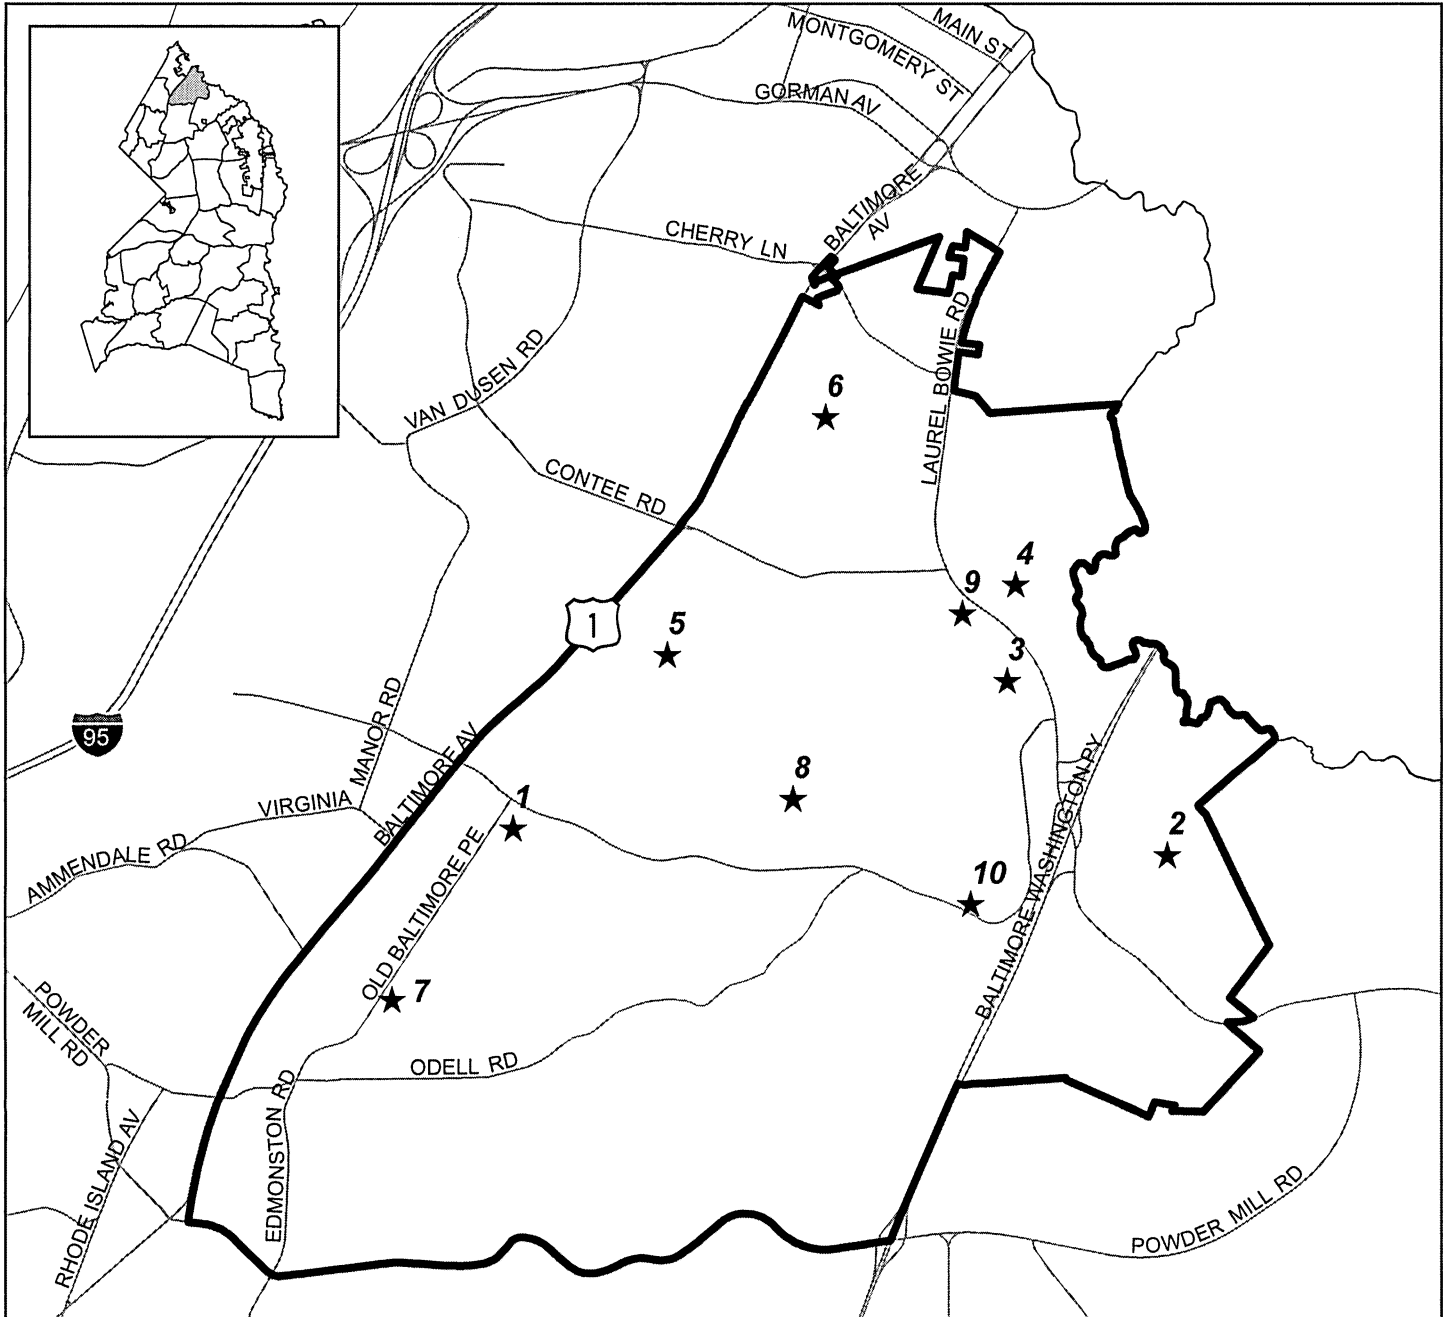 MAIN ST
MONTGOMERY ST
GORMAN AV
BALTIMORE
AV
CHERRY LN
LAUREL BOWIE RD
VAN DUSEN RD
6
CONTEE RD
4
9
1
5
3
MANOR RD
95
BALTIMORE AV
BALTIMORE WASHINGTON PY
8
VIRGINIA
1
2
AMMENDALE RD
OLD BALTIMORE PE
10
7
POWDER
MILL RD
ODELL RD
EDMONSTON RD
RHODE ISLAND AV
POWDER MILL RD